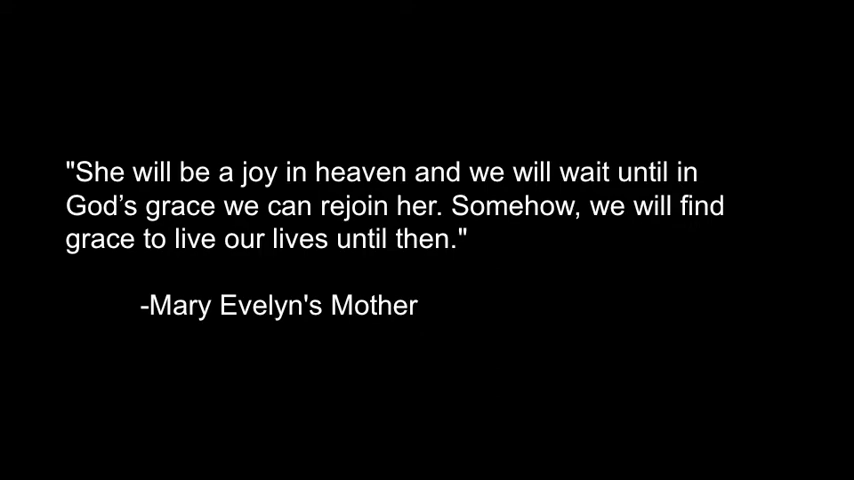 "She will be a joy in heaven and we will wait until in
God’s grace we can rejoin her. Somehow, we will find
grace to live our lives until then."
-Mary Evelyn's Mother